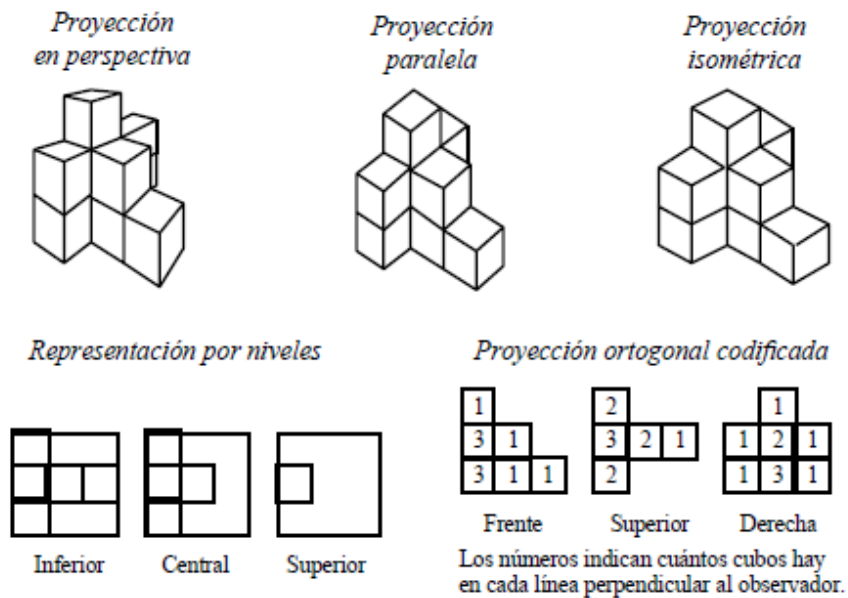 Proyección
en perspectiva
Proyección
paralela
Proyección
isométrica
Representación por niveles
Inferior
Central
Superior
Proyección ortogonal codificada
1
3 1
3 1 1
Frente
2
3 2 1
2
Superior
1
1 2 1
1 3 1
Derecha
Los números indican cuántos cubos hay
en cada línea perpendicular al observador.